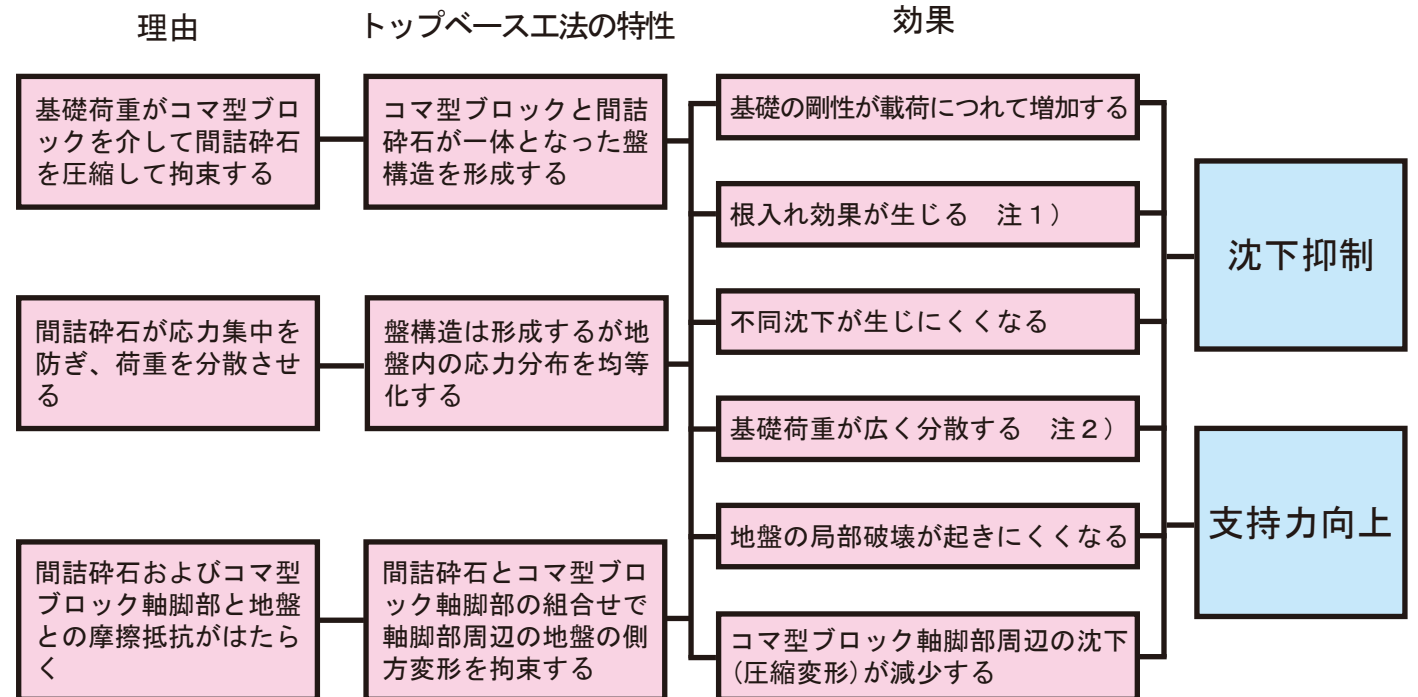 理由
トップベース工法の特性
効果
基礎荷重がコマ型ブロ
ックを介して間詰砕石
を圧縮して拘束する
コマ型ブロックと間詰
砕石が一体となった盤
構造を形成する
間詰砕石が応力集中を
防ぎ、荷重を分散させ
る
盤構造は形成するが地
盤内の応力分布を均等
化する
間詰砕石およびコマ型
ブロック軸脚部と地盤
との摩擦抵抗がはたら
く
間詰砕石とコマ型ブロ
ック軸脚部の組合せで
軸脚部周辺の地盤の側
方変形を拘束する
基礎の剛性が載荷につれて増加する
根入れ効果が生じる　注1）
不同沈下が生じにくくなる
基礎荷重が広く分散する　注2）
地盤の局部破壊が起きにくくなる
コマ型ブロック軸脚部周辺の沈下
(圧縮変形)が減少する
沈下抑制
支持力向上